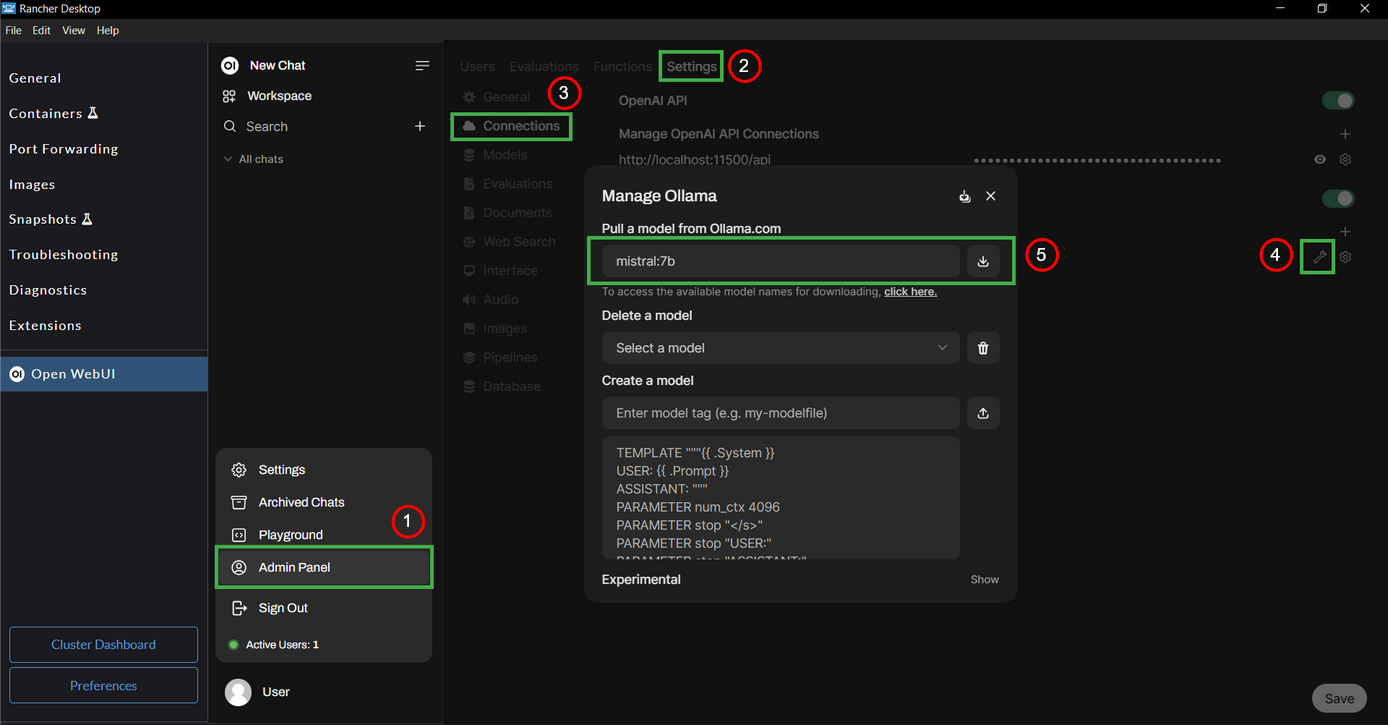 Rancher Desktop
File Edit View Help
General
Containers
Port Forwarding
Images
Snapshots
Troubleshooting
Diagnostics
Extensions
OI Open WebUI
Cluster Dashboard
Preferences
OI New Chat
Workspace
Search
All chats
Settings
Archived Chats
1
Playground
Admin Panel
Sign Out
Active Users: 1
User
Users Evaluations Functions Settings 2
General 3
Connections
Models
Evaluations
Documents
Web Search
Interface
Audio
Images
Pipelines
Database
OpenAI API
Manage OpenAI API Connections
http://localhost:11500/api
4
Manage Ollama
Pull a model from Ollama.com
mistral:7b
5
To access the available model names for downloading, click here.
Delete a model
Select a model
Create a model
Enter model tag (e.g. my-modelfile)
TEMPLATE """{{ .System }}
USER: {{ .Prompt }}
ASSISTANT: """
PARAMETER num_ctx 4096
PARAMETER stop "</s>"
PARAMETER stop "USER:"
PARAMETER stop "ASSISTANT:"
Experimental Show
Save